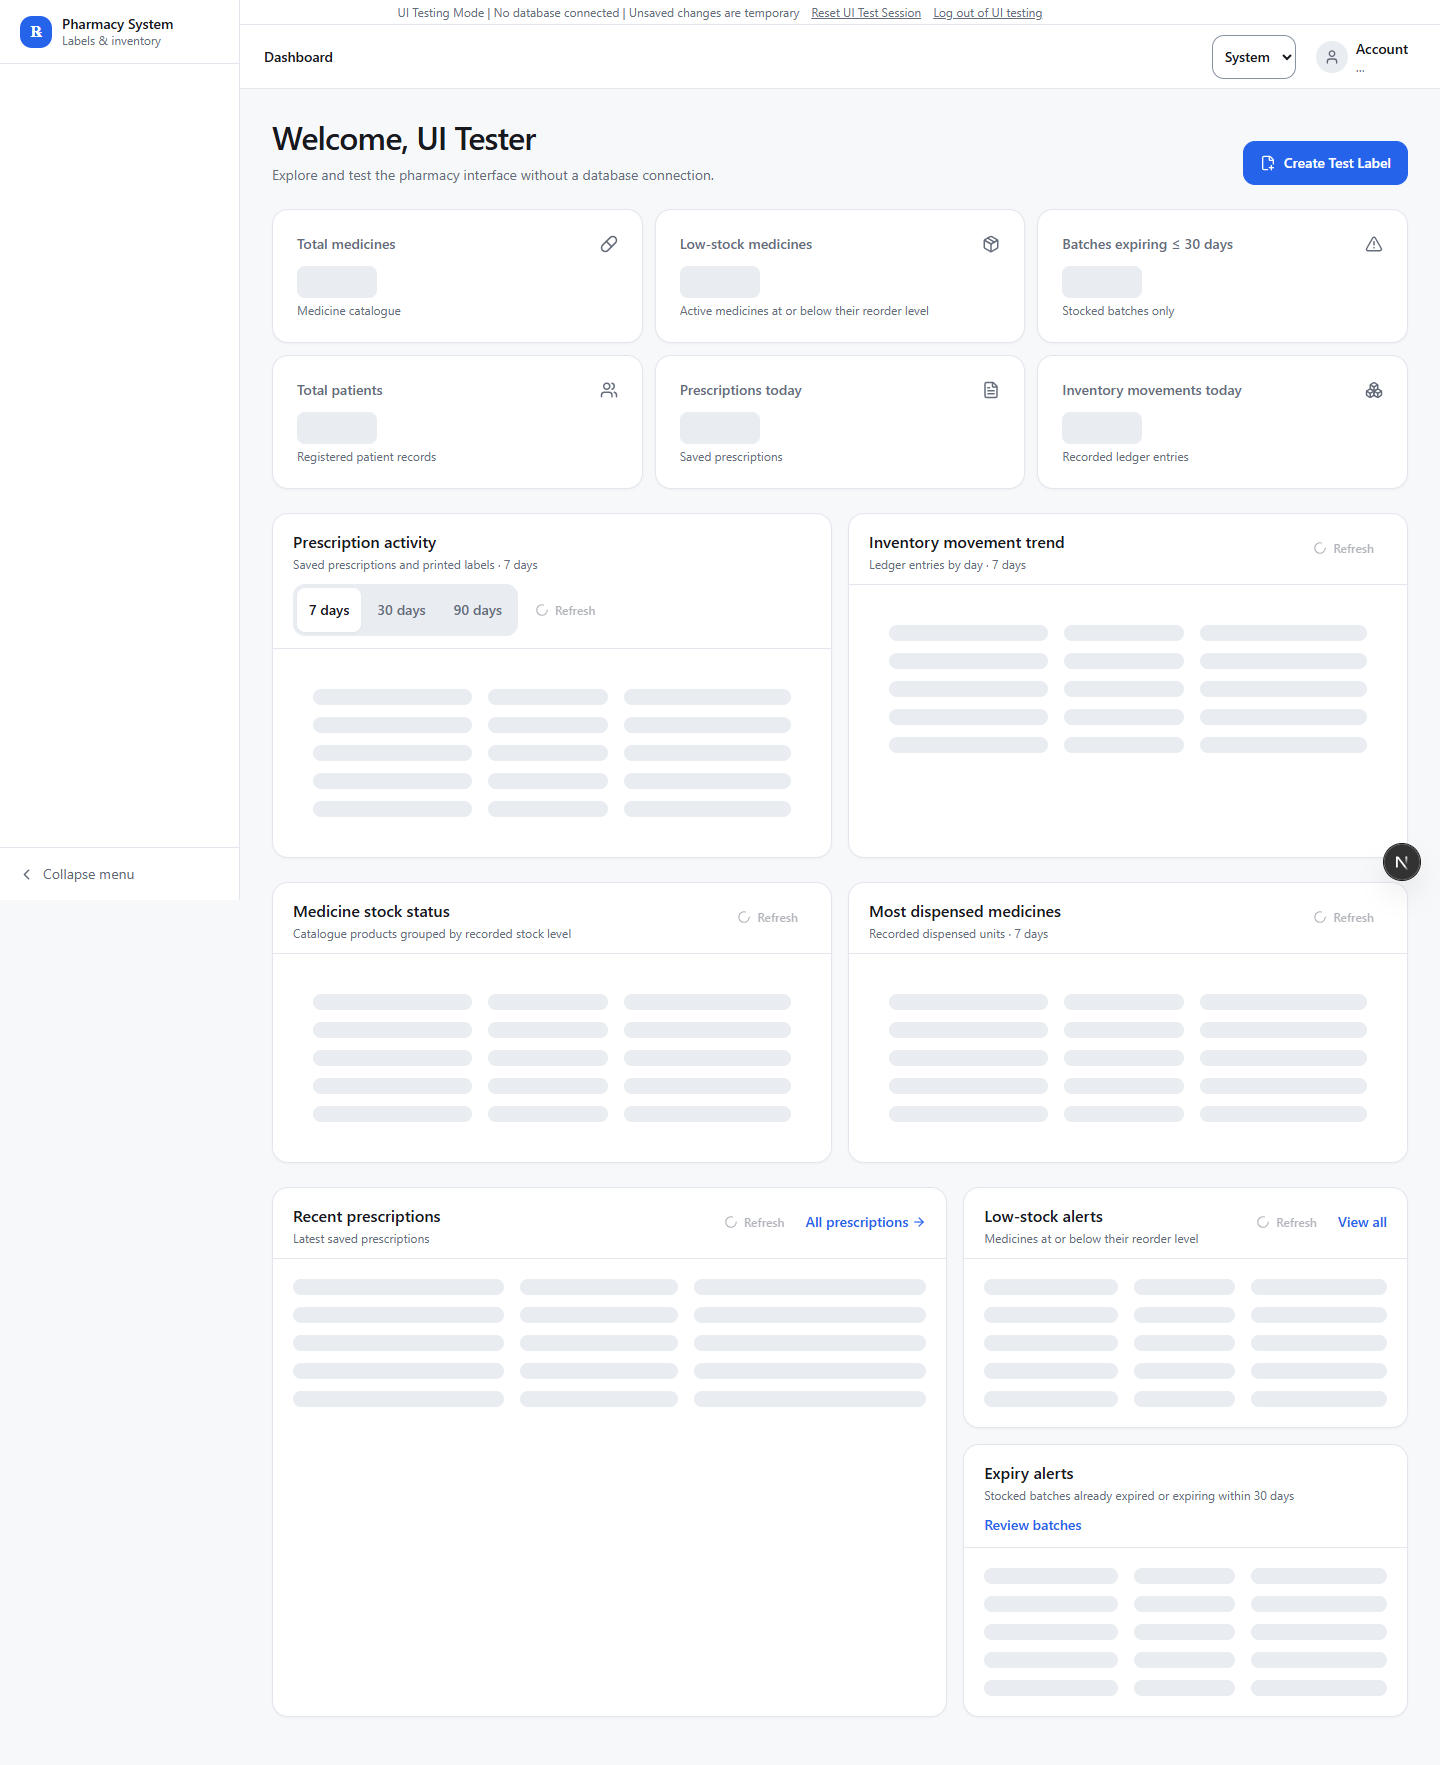 ℞
Pharmacy System
Labels & inventory
UI Testing Mode | No database connected | Unsaved changes are temporary Reset UI Test Session Log out of UI testing
Dashboard
System
Account
...
Welcome, UI Tester
Explore and test the pharmacy interface without a database connection.
Create Test Label
Total medicines
Medicine catalogue
Low-stock medicines
Active medicines at or below their reorder level
Batches expiring ≤ 30 days
Stocked batches only
Total patients
Registered patient records
Prescriptions today
Saved prescriptions
Inventory movements today
Recorded ledger entries
Prescription activity
Saved prescriptions and printed labels · 7 days
7 days 30 days 90 days Refresh
Inventory movement trend
Ledger entries by day · 7 days
Refresh
Collapse menu
N
Medicine stock status
Catalogue products grouped by recorded stock level
Refresh
Most dispensed medicines
Recorded dispensed units · 7 days
Refresh
Recent prescriptions
Latest saved prescriptions
Refresh All prescriptions →
Low-stock alerts
Medicines at or below their reorder level
Refresh View all
Expiry alerts
Stocked batches already expired or expiring within 30 days
Review batches